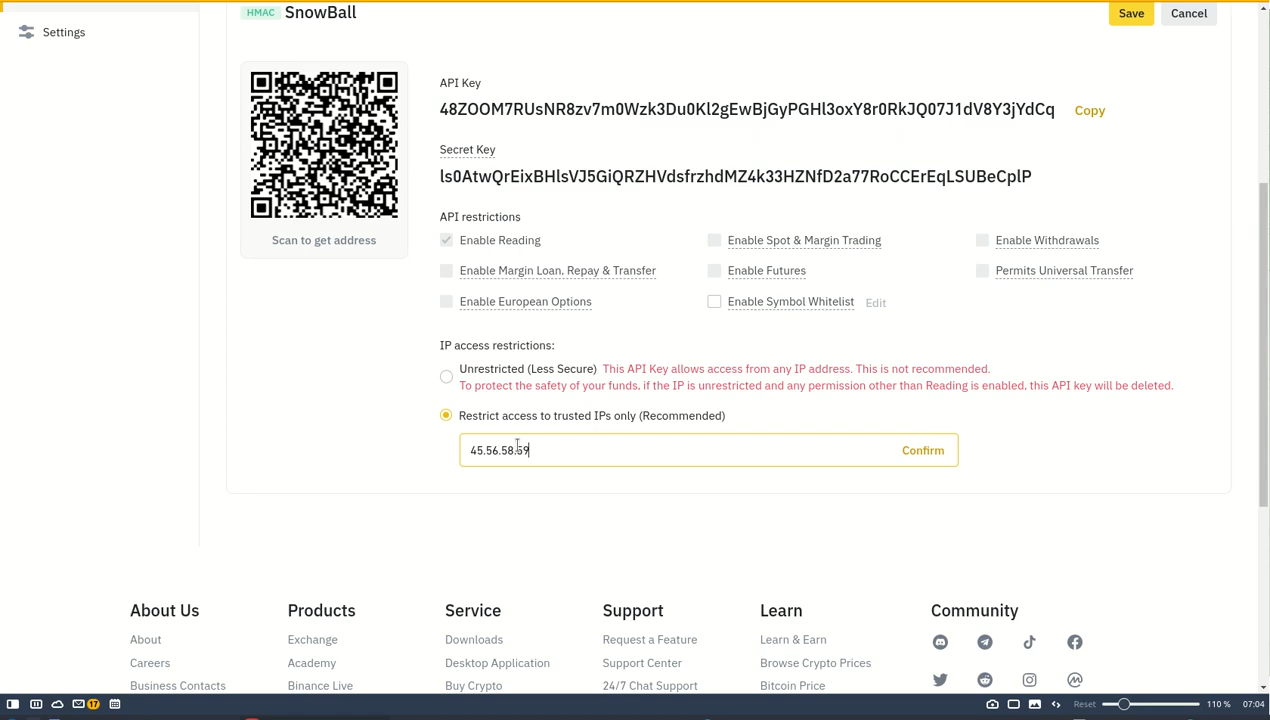 HMAC SnowBall
Save Cancel
Settings
API Key
48ZOOM7RUsNR8zv7m0Wzk3Du0Kl2gEwBjGyPGHl3oxY8r0RkJQ07J1dV8Y3jYdCq Copy
Secret Key
ls0AtwQrEixBHlsVJ5GiQRZHVdsfrzhdMZ4k33HZNfD2a77RoCCErEqLSUBeCplP
Scan to get address
API restrictions
Enable Reading Enable Spot & Margin Trading Enable Withdrawals
Enable Margin Loan, Repay & Transfer Enable Futures Permits Universal Transfer
Enable European Options Enable Symbol Whitelist Edit
IP access restrictions:
Unrestricted (Less Secure) This API Key allows access from any IP address. This is not recommended.
To protect the safety of your funds, if the IP is unrestricted and any permission other than Reading is enabled, this API key will be deleted.
Restrict access to trusted IPs only (Recommended)
45.56.58.59 Confirm
About Us Products Service Support Learn Community
About Exchange Downloads Request a Feature Learn & Earn
Careers Academy Desktop Application Support Center Browse Crypto Prices
Business Contacts Binance Live Buy Crypto 24/7 Chat Support Bitcoin Price
17 Reset 110 % 07:04